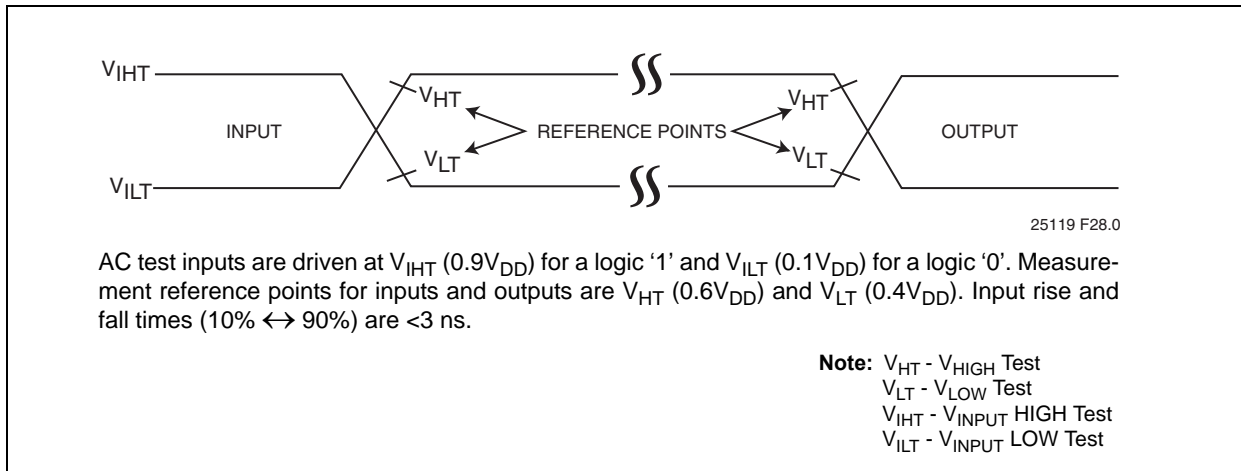 VIHT
VHT
VHT
INPUT
REFERENCE POINTS
OUTPUT
VLT
VLT
VILT
25119 F28.0
AC test inputs are driven at VIHT (0.9VDD) for a logic ‘1’ and VILT (0.1VDD) for a logic ‘0’. Measure-
ment reference points for inputs and outputs are VHT (0.6VDD) and VLT (0.4VDD). Input rise and
fall times (10% ↔ 90%) are <3 ns.
Note: VHT - VHIGH Test
VLT - VLOW Test
VIHT - VINPUT HIGH Test
VILT - VINPUT LOW Test